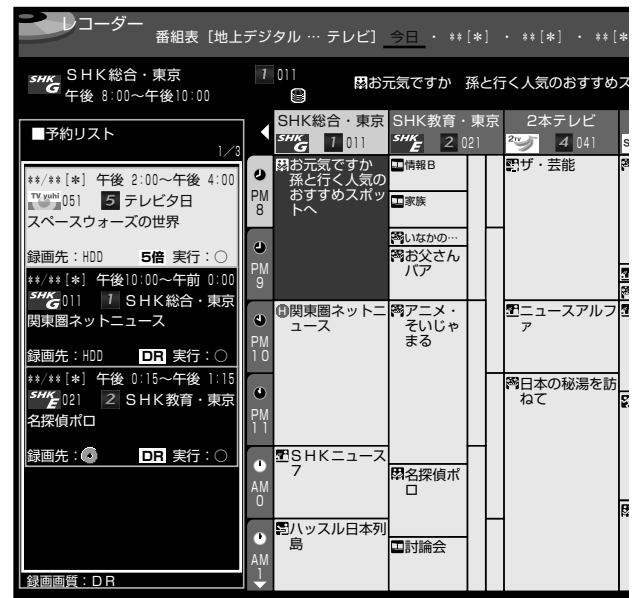 レコーダー
番組表［地上デジタル … テレビ］ 今日 ・ **［*］ ・ **［*］ ・ **［*
SHK G SHK総合・東京
午後 8:00～午後10:00
1 011
お元気ですか 孫と行く人気のおすすめス
■予約リスト
1／3
**/**［*］ 午後 2:00～午後 4:00
TV yuhi 051 5 テレビタ日
スペースウォーズの世界
録画先：HDD 5倍 実行：○
**/**［*］ 午後10:00～午前 0:00
SHK G 011 1 SHK総合・東京
関東圏ネットニュース
録画先：HDD DR 実行：○
**/**［*］ 午後 0:15～午後 1:15
SHK E 021 2 SHK教育・東京
名探偵ポロ
録画先： DR 実行：○
録画画質：DR
SHK総合・東京 SHK教育・東京 2本テレビ
SHK G 1 011 SHK E 2 021 2TV 4 041
PM
8
PM
9
PM
10
PM
11
AM
0
AM
1
お元気ですか
孫と行く人気の
おすすめスポッ
トへ
関東圏ネットニ
ュース
SHKニュース
7
ハッスル日本列
島
情報B
家族
いなかの…
お父さん
バア
アニメ・
そいじゃ
まる
名探偵ポ
ロ
討論会
ザ・芸能
ニュースアルフ
ァ
日本の秘湯を訪
ねて